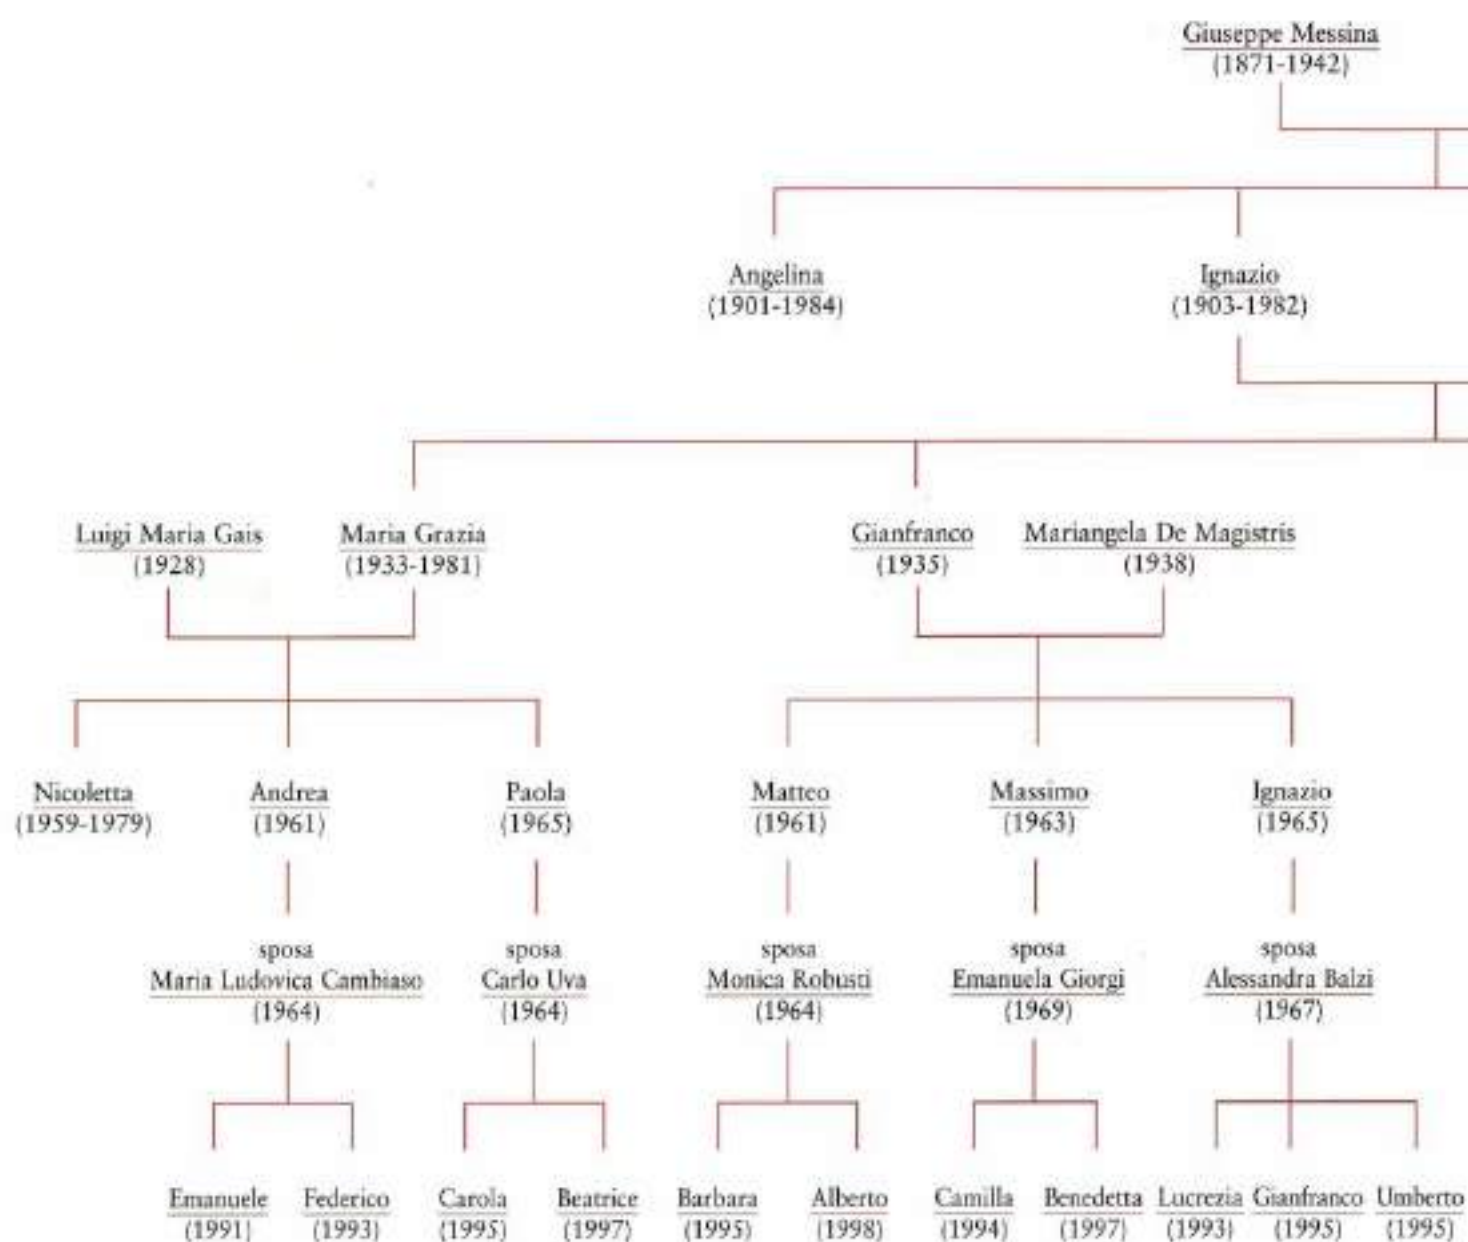 Giuseppe Messina
(1871-1942)
Angelina
(1901-1984)
Ignazio
(1903-1982)
Luigi Maria Gais
(1928)
Maria Grazia
(1933-1981)
Gianfranco
(1935)
Mariangela De Magistris
(1938)
Nicoletta
(1959-1979)
Andrea
(1961)
Paola
(1965)
Matteo
(1961)
Massimo
(1963)
Ignazio
(1965)
sposa
Maria Ludovica Cambiaso
(1964)
sposa
Carlo Uva
(1964)
sposa
Monica Robusti
(1964)
sposa
Emanuela Giorgi
(1969)
sposa
Alessandra Balzi
(1967)
Emanuele
(1991)
Federico
(1993)
Carola
(1995)
Beatrice
(1997)
Barbara
(1995)
Alberto
(1998)
Camilla
(1994)
Benedetta
(1997)
Lucrezia
(1993)
Gianfranco
(1995)
Umberto
(1995)